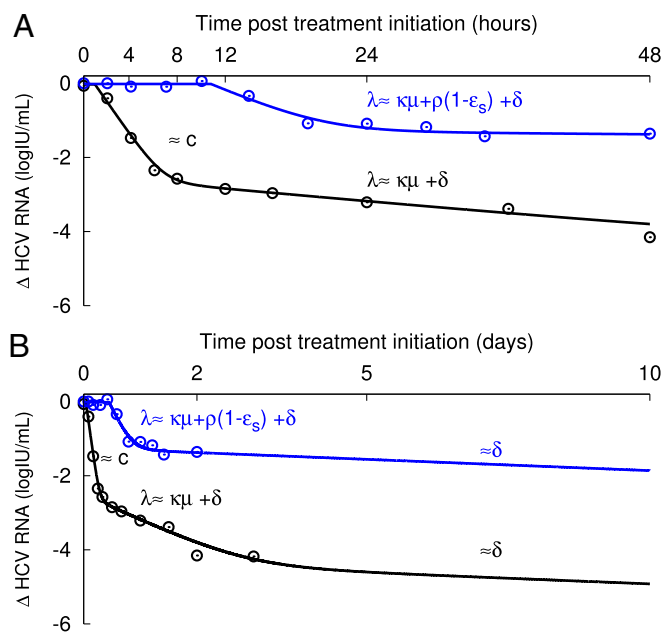 A
Time post treatment initiation (hours)
0 4 8 12 24 48
0
-2
-4
-6
Δ HCV RNA (logIU/mL)
λ≈ κμ+ρ(1-εs) +δ
≈ c
λ≈ κμ +δ
B
Time post treatment initiation (days)
0 2 5 10
0
-2
-4
-6
Δ HCV RNA (logIU/mL)
λ≈ κμ+ρ(1-εs) +δ
≈δ
≈ c
λ≈ κμ +δ
≈δ